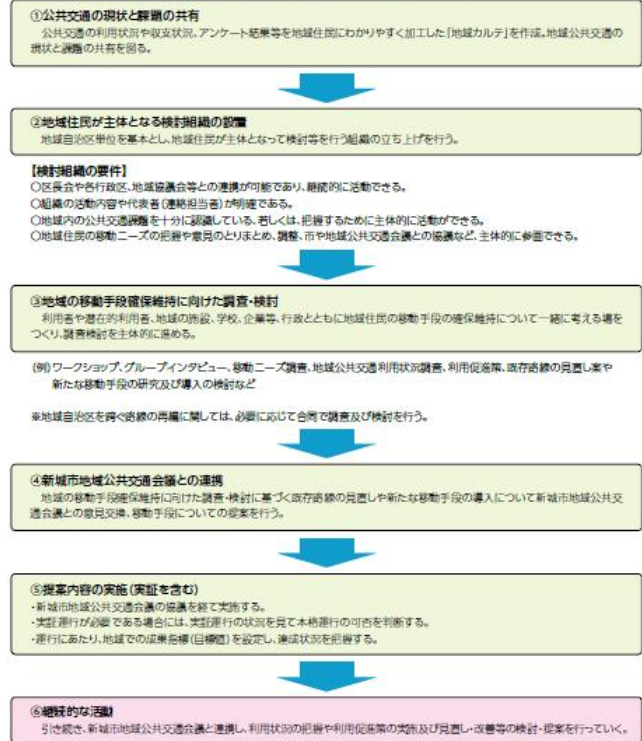 ①公共交通の現状と課題の共有
公共交通の利用状況や収支状況、アンケート結果等を地域住民にわかりやすく加工した「地域カルテ」を作成。地域公共交通の
現状と課題の共有を図る。
②地域住民が主体となる検討組織の設置
地域自治区単位を基本とし、地域住民が主体となって検討等を行う組織の立ち上げを行う。
【検討組織の要件】
○区長会や各行政区、地域協議会等との連携が可能であり、継続的に活動できる。
○組織の活動内容や代表者(連絡担当者)が明確である。
○地域内の公共交通課題を十分に認識している、若しくは、把握するために主体的に活動ができる。
○地域住民の移動ニーズの把握や意見のとりまとめ、調整、市や地域公共交通会議との協議など、主体的に参画できる。
③地域の移動手段確保維持に向けた調査・検討
利用者や潜在的利用者、地域の施設、学校、企業等、行政とともに地域住民の移動手段の確保維持について一緒に考える場を
つくり、調査検討を主体的に進める。
(例)ワークショップ、グループインタビュー、移動ニーズ調査、地域公共交通利用状況調査、利用促進策、既存路線の見直し案や
新たな移動手段の研究及び導入の検討など
※地域自治区を跨ぐ路線の再編に関しては、必要に応じて合同で調査及び検討を行う。
④新城市地域公共交通会議との連携
地域の移動手段確保維持に向けた調査・検討に基づく既存路線の見直しや新たな移動手段の導入について新城市地域公共交
通会議との意見交換、移動手段についての提案を行う。
⑤提案内容の実施(実証を含む)
・新城市地域公共交通会議の協議を経て実施する。
・実証運行が必要である場合には、実証運行の状況を見て本格運行の可否を判断する。
・運行にあたり、地域での成果指標(目標値)を設定し、達成状況を把握する。
⑥継続的な活動
引き続き、新城市地域公共交通会議と連携し、利用状況の把握や利用促進策の実施及び見直し・改善等の検討・提案を行っていく。